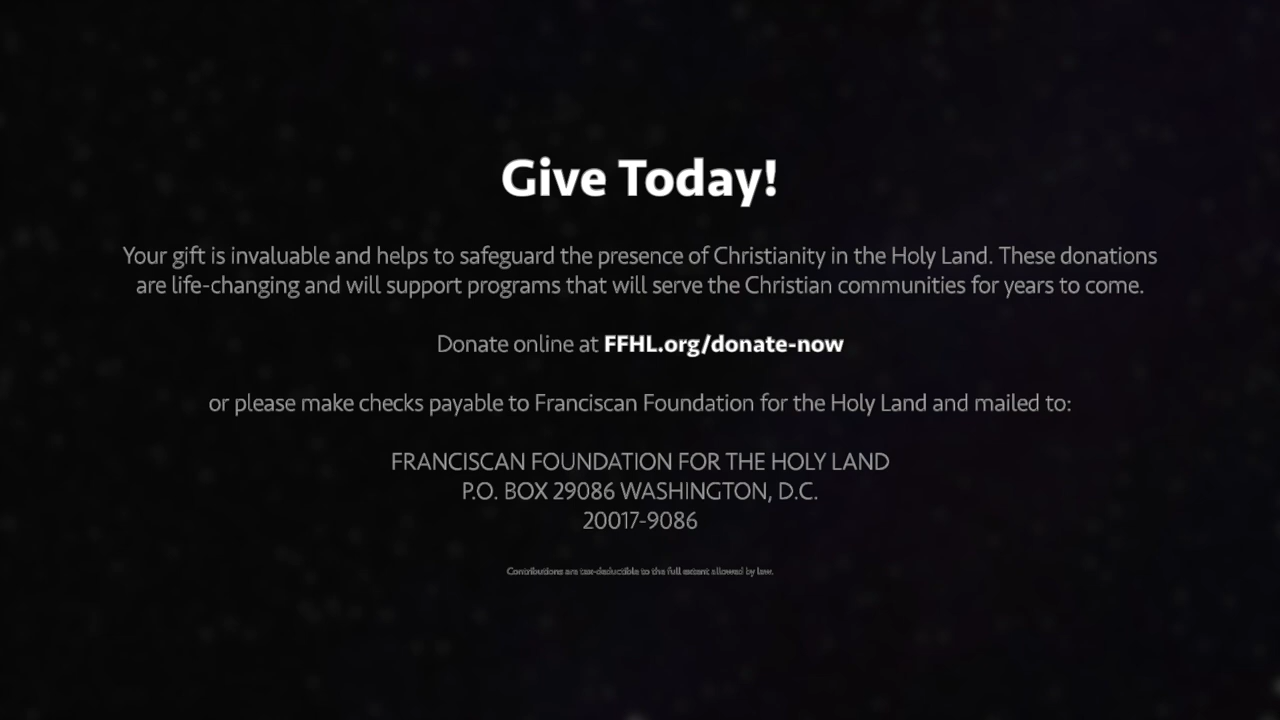 Give Today!
Your gift is invaluable and helps to safeguard the presence of Christianity in the Holy Land. These donations
are life-changing and will support programs that will serve the Christian communities for years to come.
Donate online at FFHL.org/donate-now
or please make checks payable to Franciscan Foundation for the Holy Land and mailed to:
FRANCISCAN FOUNDATION FOR THE HOLY LAND
P.O. BOX 29086 WASHINGTON, D.C.
20017-9086
Contributions are tax-deductible to the full extent allowed by law.